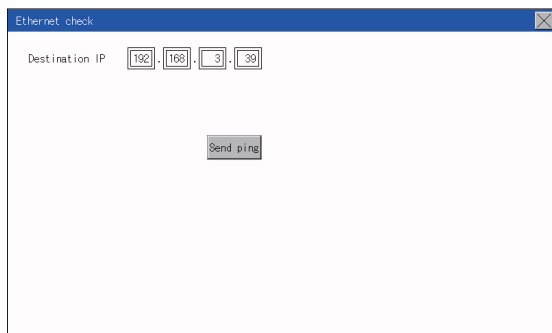 Ethernet check
Destination IP 192.168.3.39
Send ping